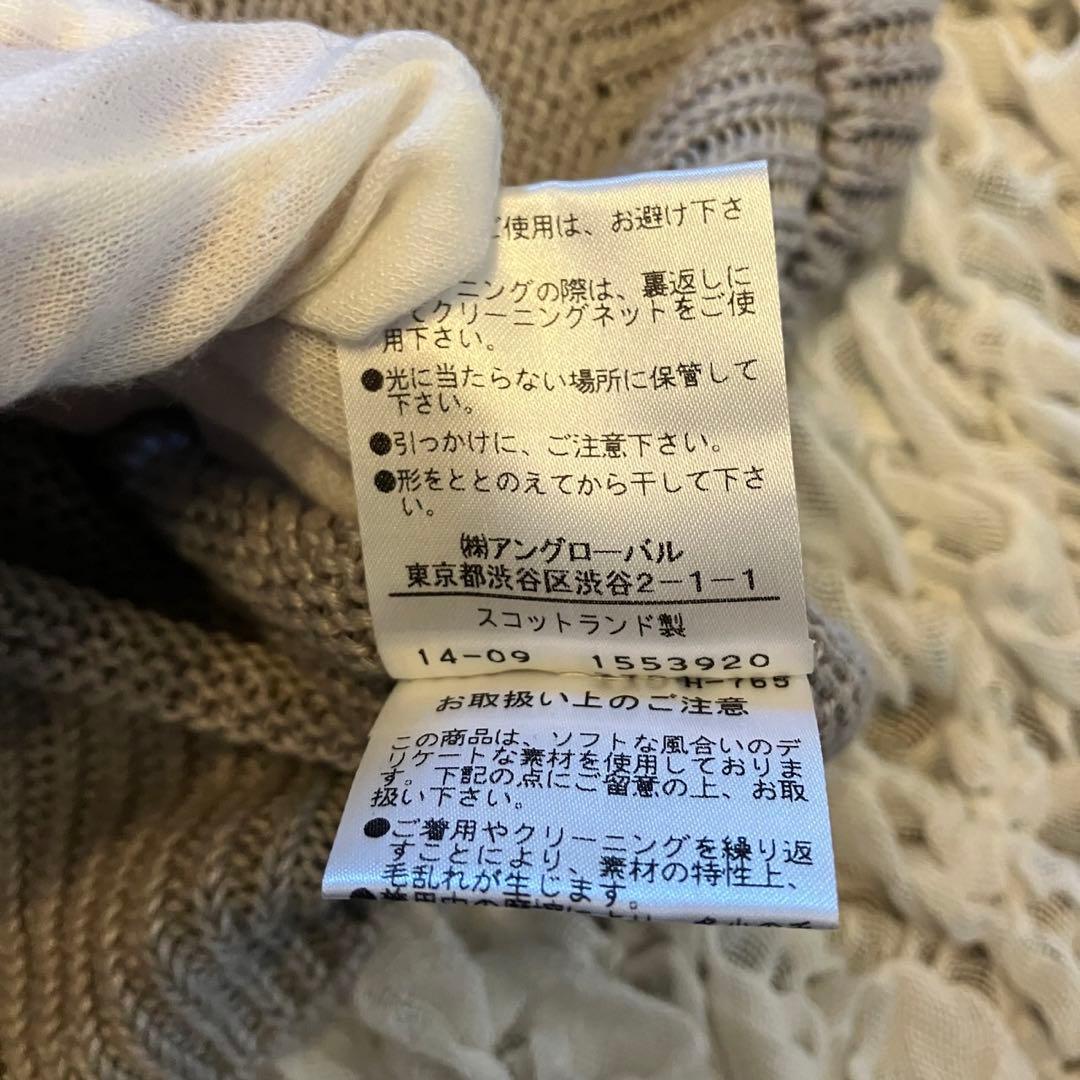 使用は、お避け下さ
ニングの際は、裏返しに
てクリーニングネットをご使
用下さい。
●光に当たらない場所に保管して
下さい。
●引っかけに、ご注意下さい。
●形をととのえてから干して下さ
い。
㈱アングローバル
東京都渋谷区渋谷2-1-1
スコットランド製
14-09 1553920
H-765
お取扱い上のご注意
この商品は、ソフトな風合いのデ
リケートな素材を使用しておりま
す。下記の点にご留意の上、お取
扱い下さい。
●ご着用やクリーニングを繰り返
すことにより、素材の特性上、
毛乱れが生じます。